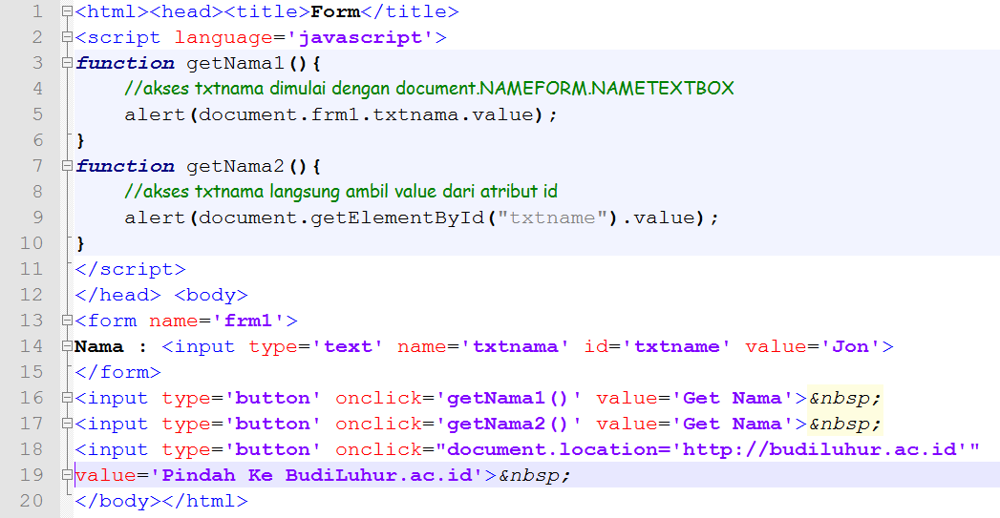 1 <html><head><title>Form</title>
2 <script language='javascript'>
3 function getNama1(){
4 //akses txtnama dimulai dengan document.NAMEFORM.NAMETEXTBOX
5 alert(document.frm1.txtnama.value);
6 }
7 function getNama2(){
8 //akses txtnama langsung ambil value dari atribut id
9 alert(document.getElementById("txtname").value);
10 }
11 </script>
12 </head> <body>
13 <form name='frm1'>
14 Nama : <input type='text' name='txtnama' id='txtname' value='Jon'>
15 </form>
16 <input type='button' onclick='getNama1()' value='Get Nama'>&nbsp;
17 <input type='button' onclick='getNama2()' value='Get Nama'>&nbsp;
18 <input type='button' onclick="document.location='http://budiluhur.ac.id'"
19 value='Pindah Ke BudiLuhur.ac.id'>&nbsp;
20 </body></html>